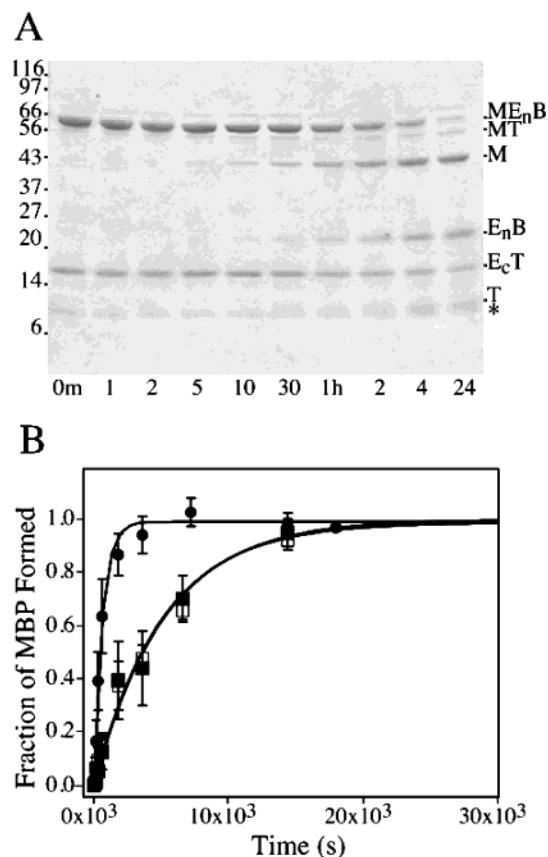 A
116
97
66
56
43
37
27
20
14
6
MEnB
MT
M
EnB
EcT
T
*
0m 1 2 5 10 30 1h 2 4 24
B
Fraction of MBP Formed
1.0
0.8
0.6
0.4
0.2
0.0
0x10³ 10x10³ 20x10³ 30x10³
Time (s)